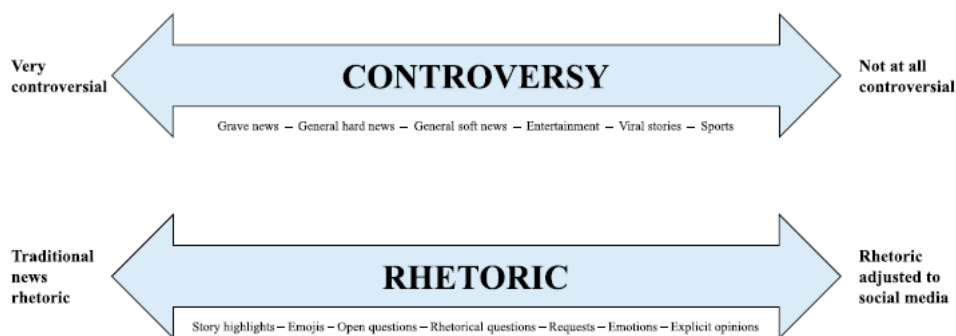 Very
controversial
CONTROVERSY
Not at all
controversial
Grave news – General hard news – General soft news – Entertainment – Viral stories – Sports
Traditional
news
rhetoric
RHETORIC
Rhetoric
adjusted to
social media
Story highlights – Emojis – Open questions – Rhetorical questions – Requests – Emotions – Explicit opinions